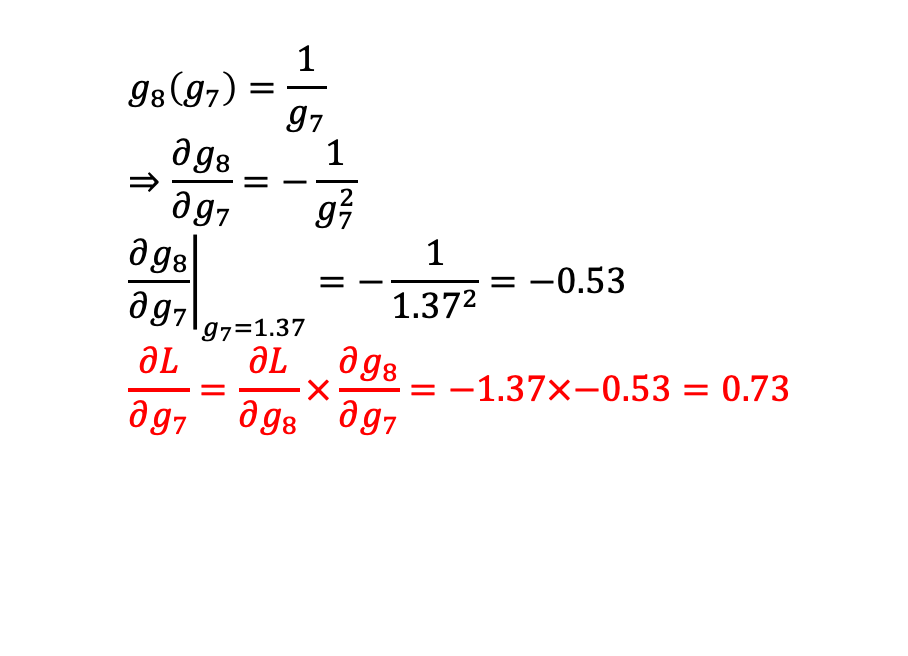 g₈(g₇) = 1/g₇
⇒ ∂g₈/∂g₇ = − 1/g₇²
∂g₈/∂g₇|g₇=1.37 = − 1/1.37² = −0.53
∂L/∂g₇ = ∂L/∂g₈ × ∂g₈/∂g₇ = −1.37×−0.53 = 0.73